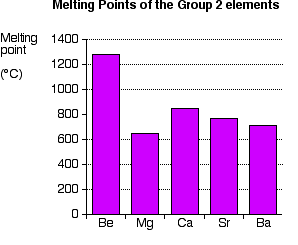 Melting Points of the Group 2 elements
Melting
point
(°C)
1400
1200
1000
800
600
400
200
0
Be Mg Ca Sr Ba